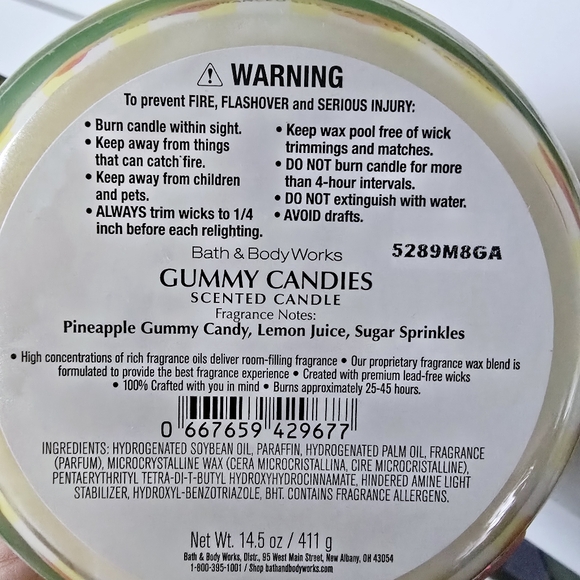 ⚠ WARNING
To prevent FIRE, FLASHOVER and SERIOUS INJURY:
• Burn candle within sight.
• Keep away from things
that can catch fire.
• Keep away from children
and pets.
• ALWAYS trim wicks to 1/4
inch before each relighting.
• Keep wax pool free of wick
trimmings and matches.
• DO NOT burn candle for more
than 4-hour intervals.
• DO NOT extinguish with water.
• AVOID drafts.
Bath & Body Works
5289M8GA
GUMMY CANDIES
SCENTED CANDLE
Fragrance Notes:
Pineapple Gummy Candy, Lemon Juice, Sugar Sprinkles
• High concentrations of rich fragrance oils deliver room-filling fragrance • Our proprietary fragrance wax blend is
formulated to provide the best fragrance experience • Created with premium lead-free wicks
• 100% Crafted with you in mind • Burns approximately 25-45 hours.
0 667659 429677
INGREDIENTS: HYDROGENATED SOYBEAN OIL, PARAFFIN, HYDROGENATED PALM OIL, FRAGRANCE
(PARFUM), MICROCRYSTALLINE WAX (CERA MICROCRISTALLINA, CIRE MICROCRISTALLINE),
PENTAERYTHRITYL TETRA-DI-T-BUTYL HYDROXYHYDROCINNAMATE, HINDERED AMINE LIGHT
STABILIZER, HYDROXYL-BENZOTRIAZOLE, BHT. CONTAINS FRAGRANCE ALLERGENS.
Net Wt. 14.5 oz / 411 g
Bath & Body Works, Distr., 95 West Main Street, New Albany, OH 43054
1-800-395-1001 / Shop bathandbodyworks.com